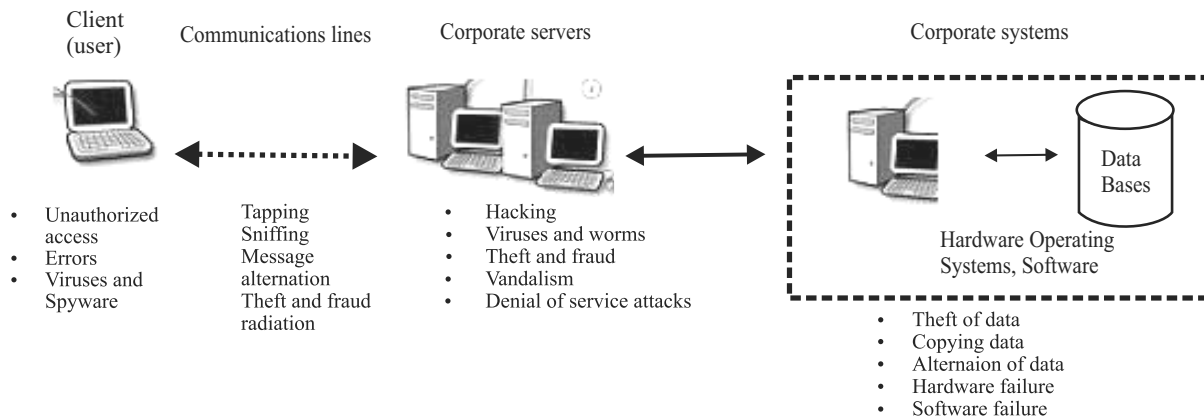 Client
(user)
Communications lines
Corporate servers
Corporate systems
• Unauthorized
access
• Errors
• Viruses and
Spyware
Tapping
Sniffing
Message
alternation
Theft and fraud
radiation
• Hacking
• Viruses and worms
• Theft and fraud
• Vandalism
• Denial of service attacks
Data
Bases
Hardware Operating
Systems, Software
• Theft of data
• Copying data
• Alternaion of data
• Hardware failure
• Software failure